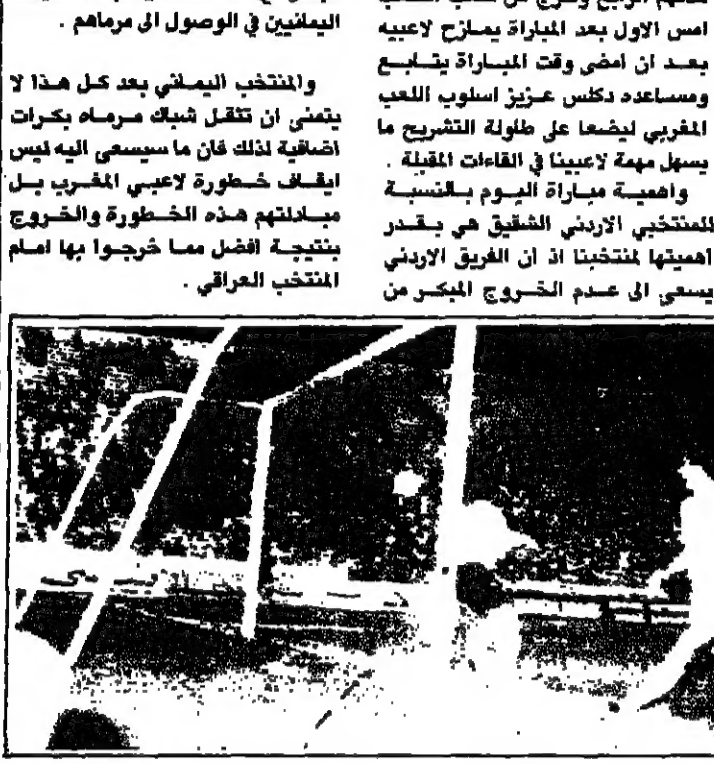 امس الاول بعد المباراة يمازح لاعبيه
بعد ان امضى وقت المباراة يتابع
ومساعده دكلس عزيز اسلوب اللعب
المغربي ليضعا على طاولة التشريح ما
يسهل مهمة لاعبينا في القاءات المقبلة .
واهمية مباراة اليوم بالنسبة
للمنتخبي الاردني الشقيق هي بقدر
اهميتها لمنتخبنا اذ ان الفريق الاردني
يسعى الى عدم الخروج المبكر من
اليمانيين في الوصول الى مرماهم .
والمنتخب اليماني بعد كل هذا لا
يتمنى ان تثقل شباك مرماه بكرات
اضافية لذلك فان ما سيسعى اليه ليس
ايقاف خطورة لاعبي المغرب بل
مبادلتهم هذه الخطورة والخروج
بنتيجة افضل مما خرجوا بها امام
المنتخب العراقي .